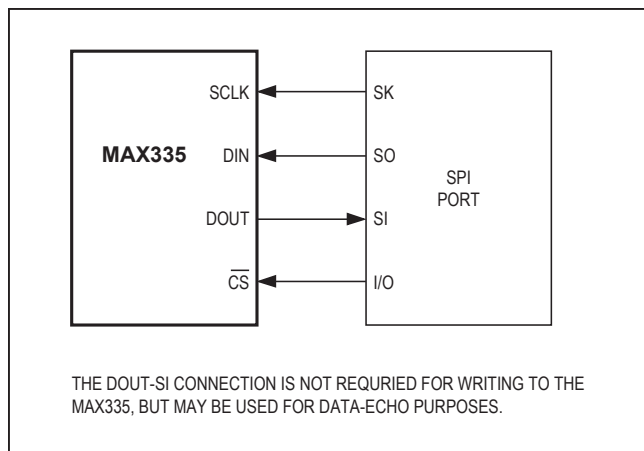 SCLK SK
MAX335 DIN SO
SPI
PORT
DOUT SI
CS I/O
THE DOUT-SI CONNECTION IS NOT REQURIED FOR WRITING TO THE
MAX335, BUT MAY BE USED FOR DATA-ECHO PURPOSES.